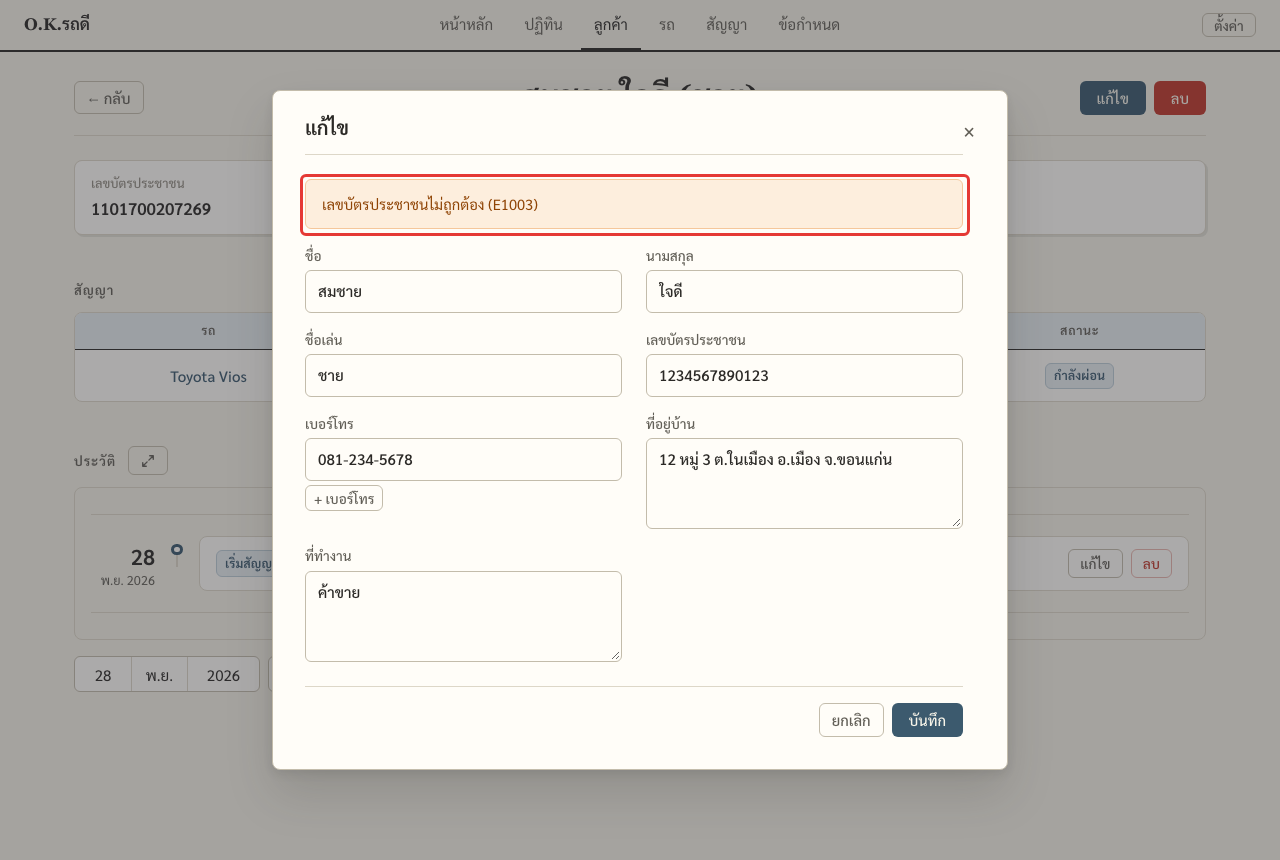 O.K.รถดี
หน้าหลัก ปฏิทิน ลูกค้า รถ สัญญา ข้อกำหนด
ตั้งค่า
← กลับ
แก้ไข ลบ
เลขบัตรประชาชน
1101700207269
สัญญา
รถ
สถานะ
Toyota Vios
กำลังผ่อน
ประวัติ
28
พ.ย. 2026
แก้ไข ลบ
28 พ.ย. 2026
แก้ไข
×
เลขบัตรประชาชนไม่ถูกต้อง (E1003)
ชื่อ
สมชาย
นามสกุล
ใจดี
ชื่อเล่น
ชาย
เลขบัตรประชาชน
1234567890123
เบอร์โทร
081-234-5678
+ เบอร์โทร
ที่อยู่บ้าน
12 หมู่ 3 ต.ในเมือง อ.เมือง จ.ขอนแก่น
ที่ทำงาน
ค้าขาย
ยกเลิก บันทึก